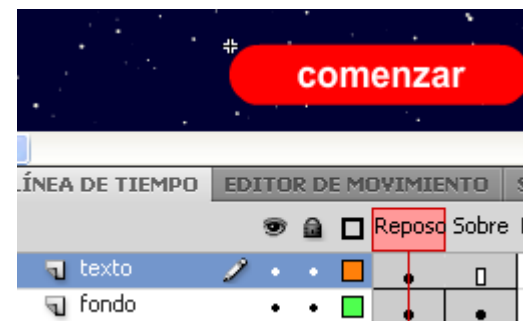 comenzar
LÍNEA DE TIEMPO EDITOR DE MOVIMIENTO
Reposo Sobre
texto
fondo